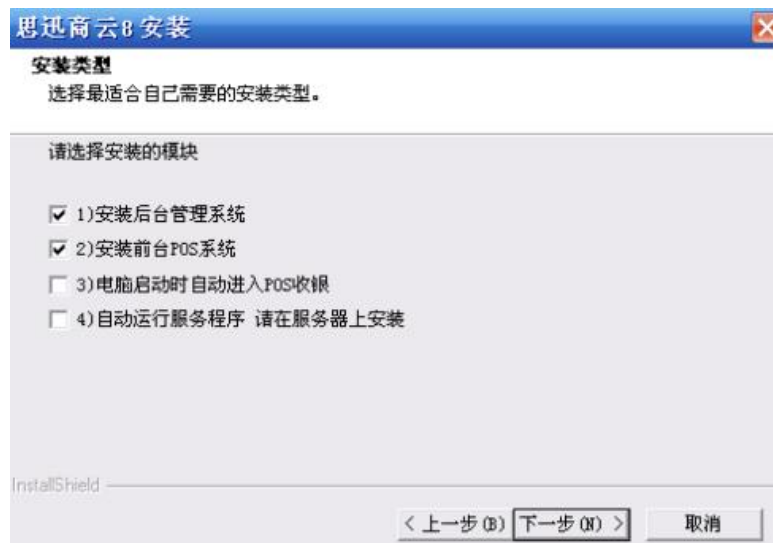 思迅商云8 安装
安装类型
选择最适合自己需要的安装类型。
请选择安装的模块
1)安装后台管理系统
2)安装前台POS系统
3)电脑启动时自动进入POS收银
4)自动运行服务程序 请在服务器上安装
InstallShield
< 上一步(B) 下一步(N) > 取消